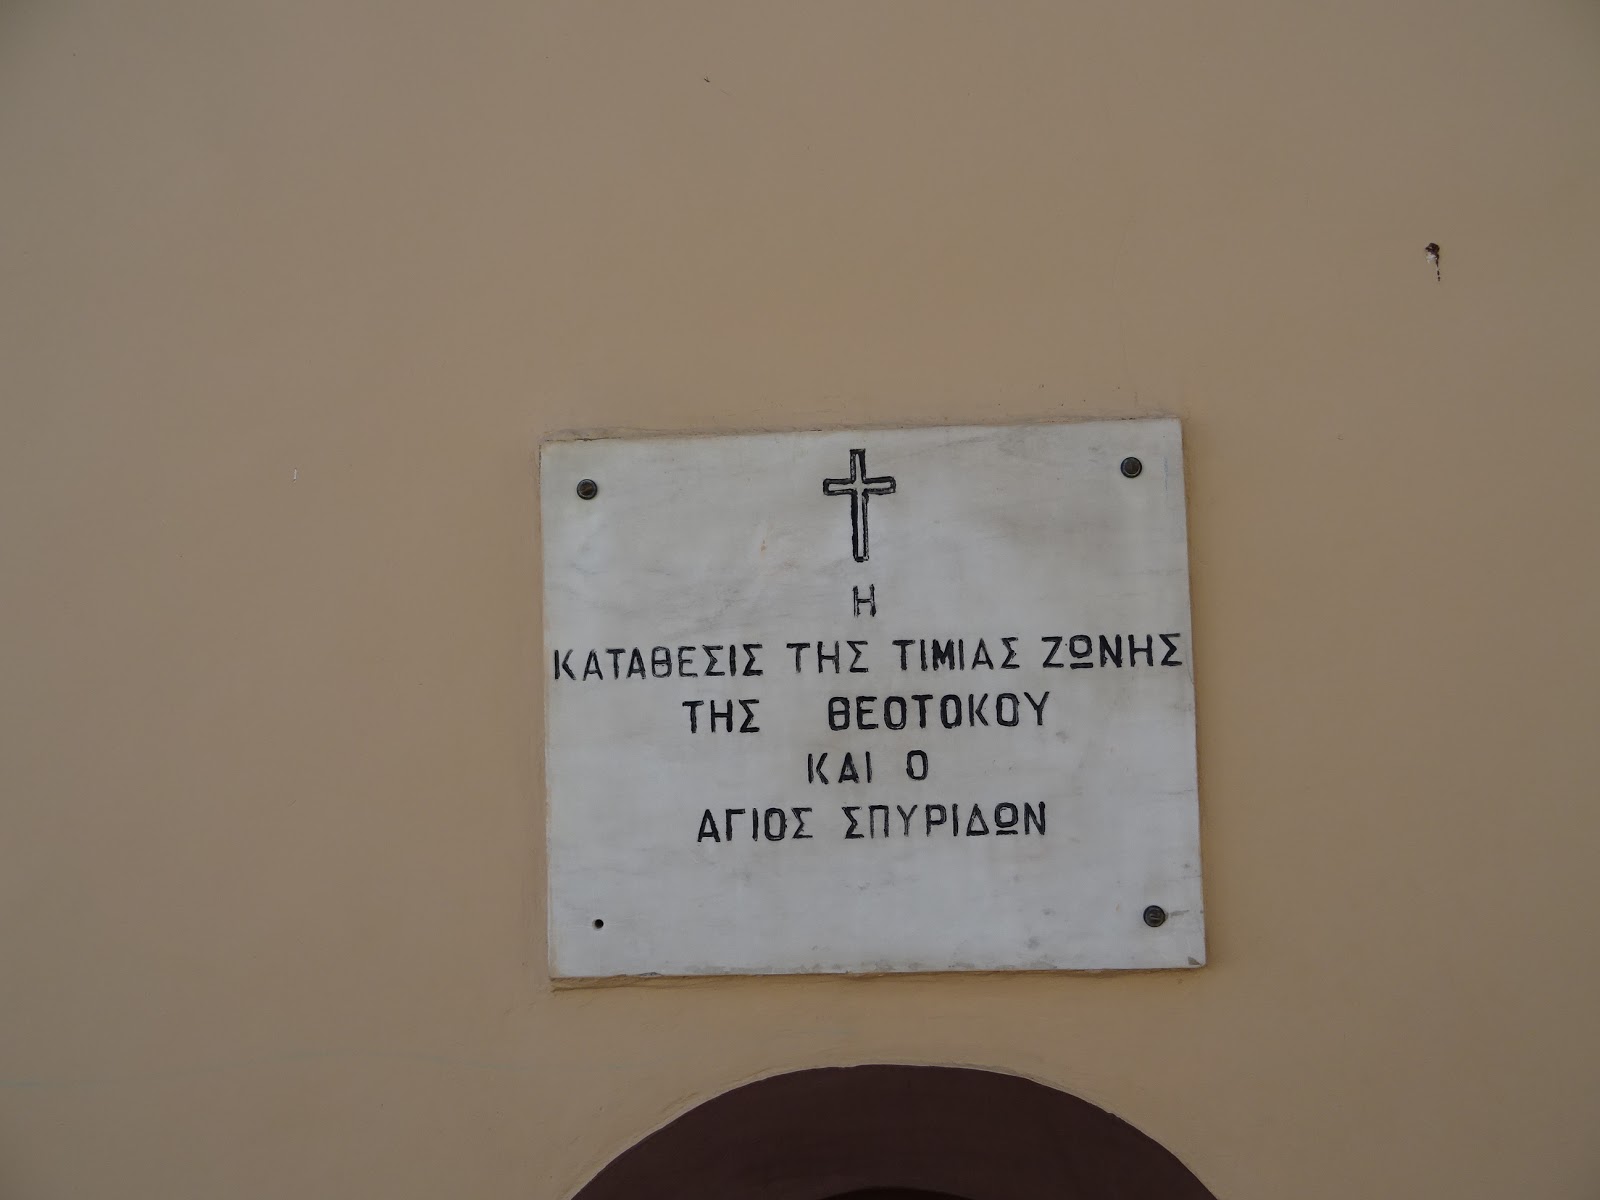 Η
ΚΑΤΑΘΕΣΙΣ ΤΗΣ ΤΙΜΙΑΣ ΖΩΝΗΣ
ΤΗΣ ΘΕΟΤΟΚΟΥ
ΚΑΙ Ο
ΑΓΙΟΣ ΣΠΥΡΙΔΩΝ